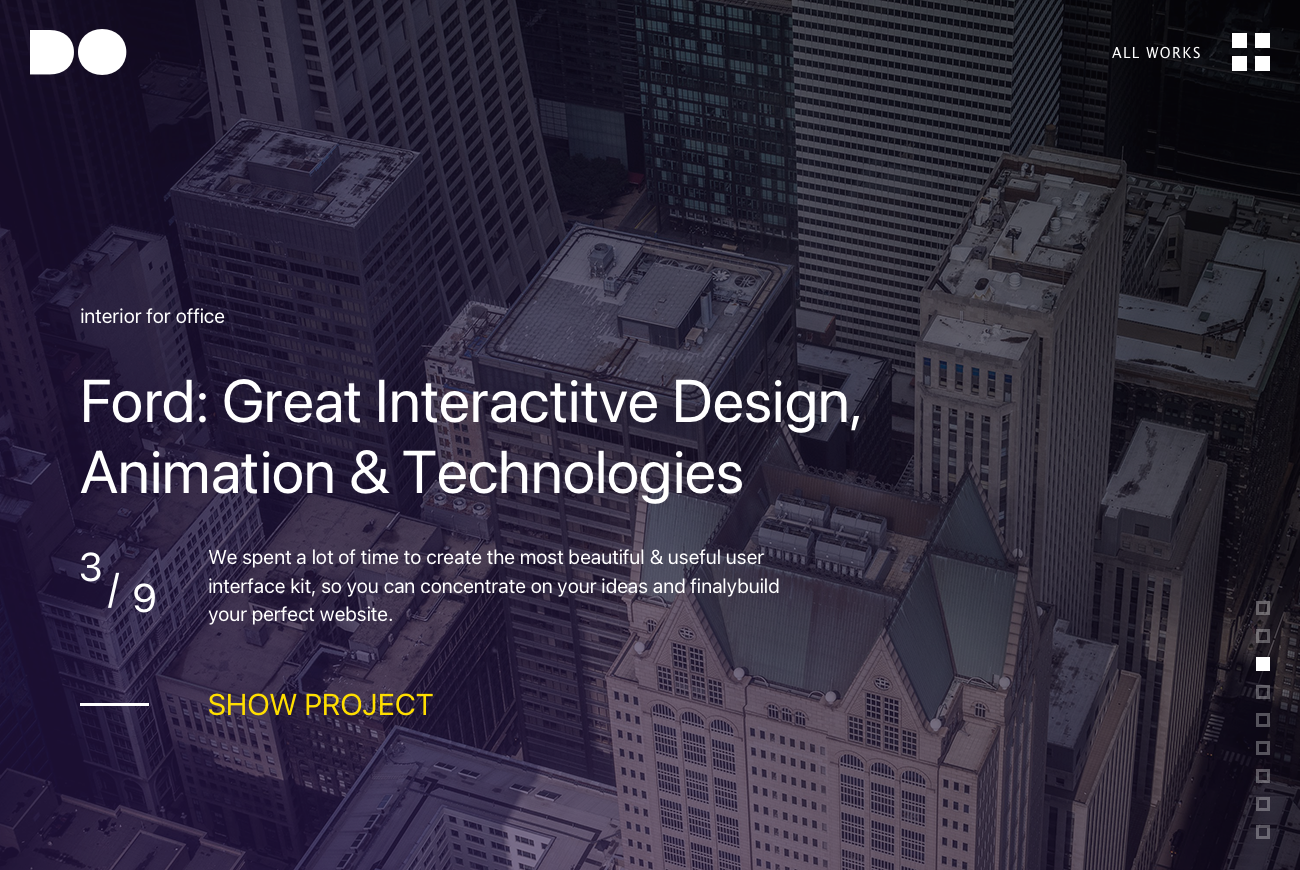 DO
ALL WORKS
interior for office
Ford: Great Interactitve Design,
Animation & Technologies
3/9
We spent a lot of time to create the most beautiful & useful user
interface kit, so you can concentrate on your ideas and finalybuild
your perfect website.
SHOW PROJECT